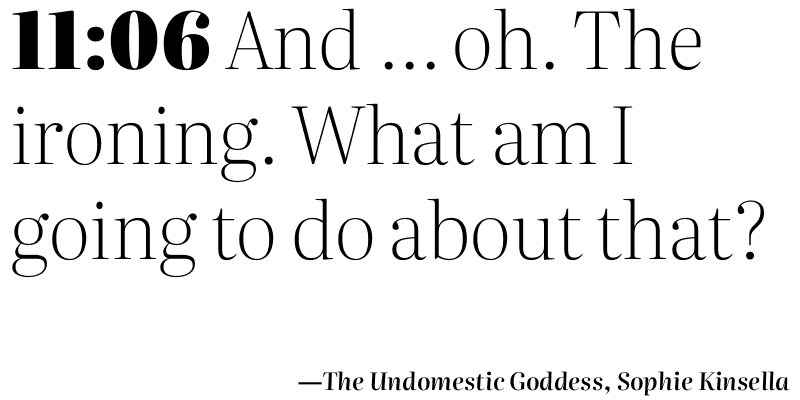 11:06 And … oh. The
ironing. What am I
going to do about that?
—The Undomestic Goddess, Sophie Kinsella